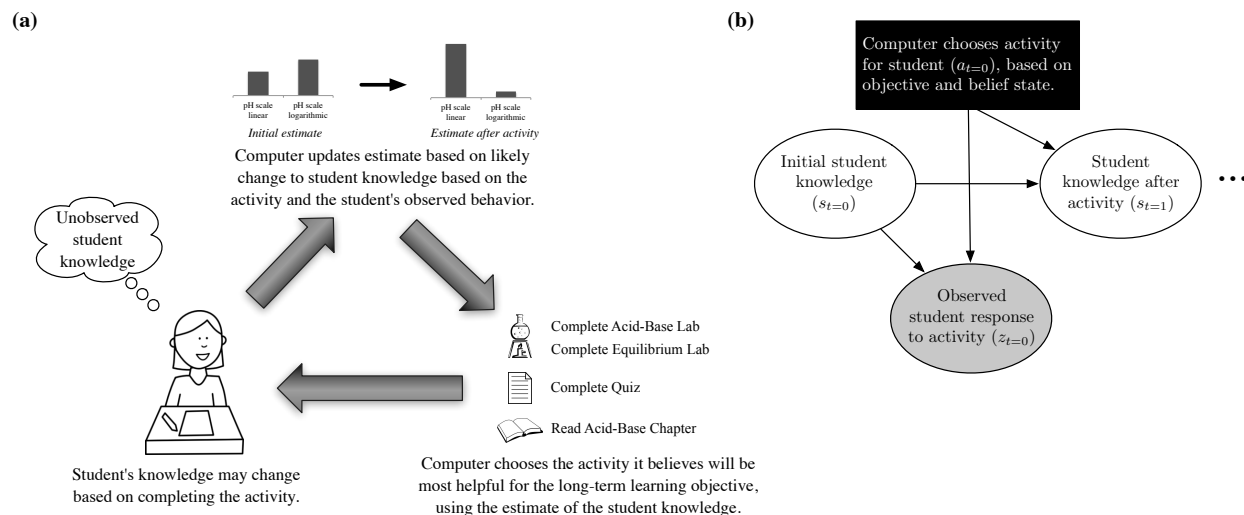 (a)
pH scale
linear
pH scale
logarithmic
Initial estimate
pH scale
linear
pH scale
logarithmic
Estimate after activity
Computer updates estimate based on likely
change to student knowledge based on the
activity and the student's observed behavior.
Unobserved
student
knowledge
Complete Acid-Base Lab
Complete Equilibrium Lab
Complete Quiz
Read Acid-Base Chapter
Student's knowledge may change
based on completing the activity.
Computer chooses the activity it believes will be
most helpful for the long-term learning objective,
using the estimate of the student knowledge.
(b)
Computer chooses activity
for student (a_{t=0}), based on
objective and belief state.
Initial student
knowledge
(s_{t=0})
Student
knowledge after
activity (s_{t=1})
...
Observed
student response
to activity (z_{t=0})